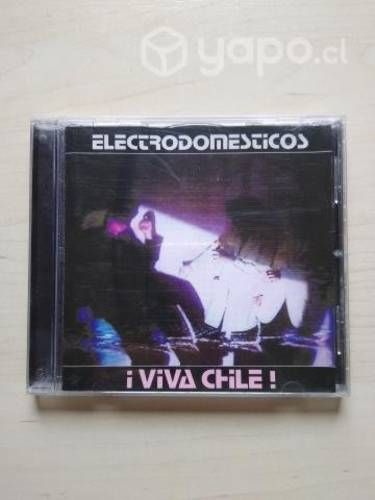 yapo.cl
ELECTRODOMESTICOS
¡ VIVA CHILE !